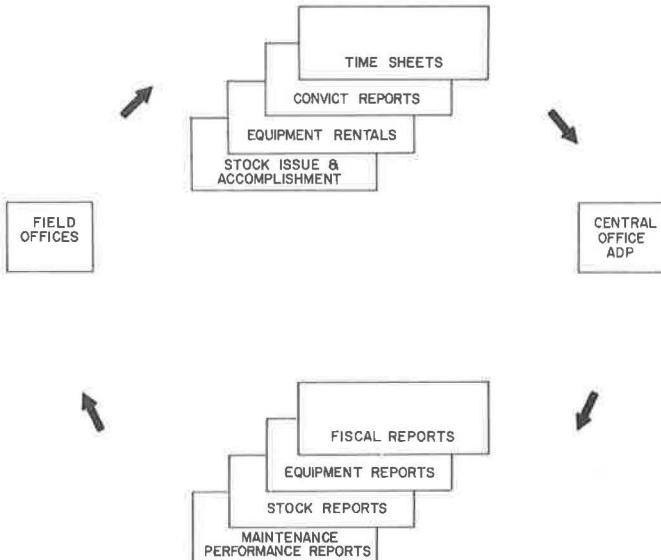 TIME SHEETS
CONVICT REPORTS
EQUIPMENT RENTALS
STOCK ISSUE &
ACCOMPLISHMENT
FIELD
OFFICES
CENTRAL
OFFICE
ADP
FISCAL REPORTS
EQUIPMENT REPORTS
STOCK REPORTS
MAINTENANCE
PERFORMANCE REPORTS